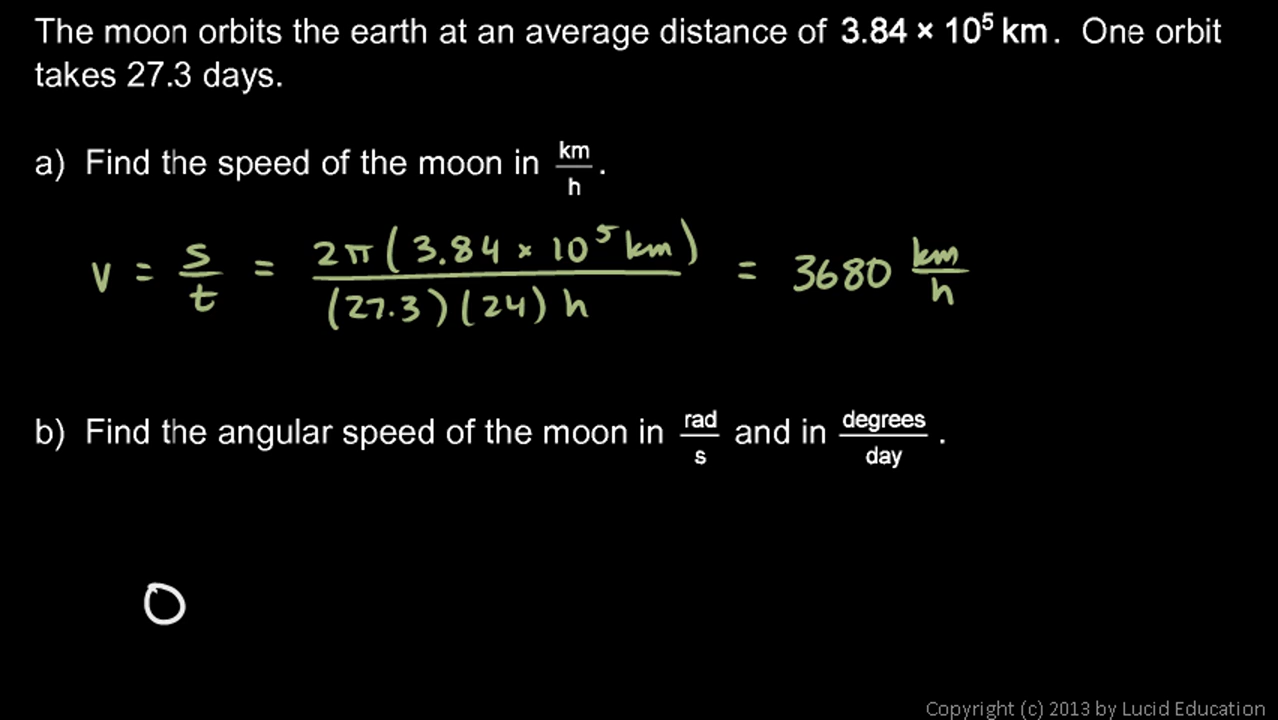 The moon orbits the earth at an average distance of 3.84 × 10⁵ km. One orbit
takes 27.3 days.
a) Find the speed of the moon in km/h.
v = s/t = 2π(3.84 × 10⁵ km)/(27.3)(24) h = 3680 km/h
b) Find the angular speed of the moon in rad/s and in degrees/day.
Copyright (c) 2013 by Lucid Education